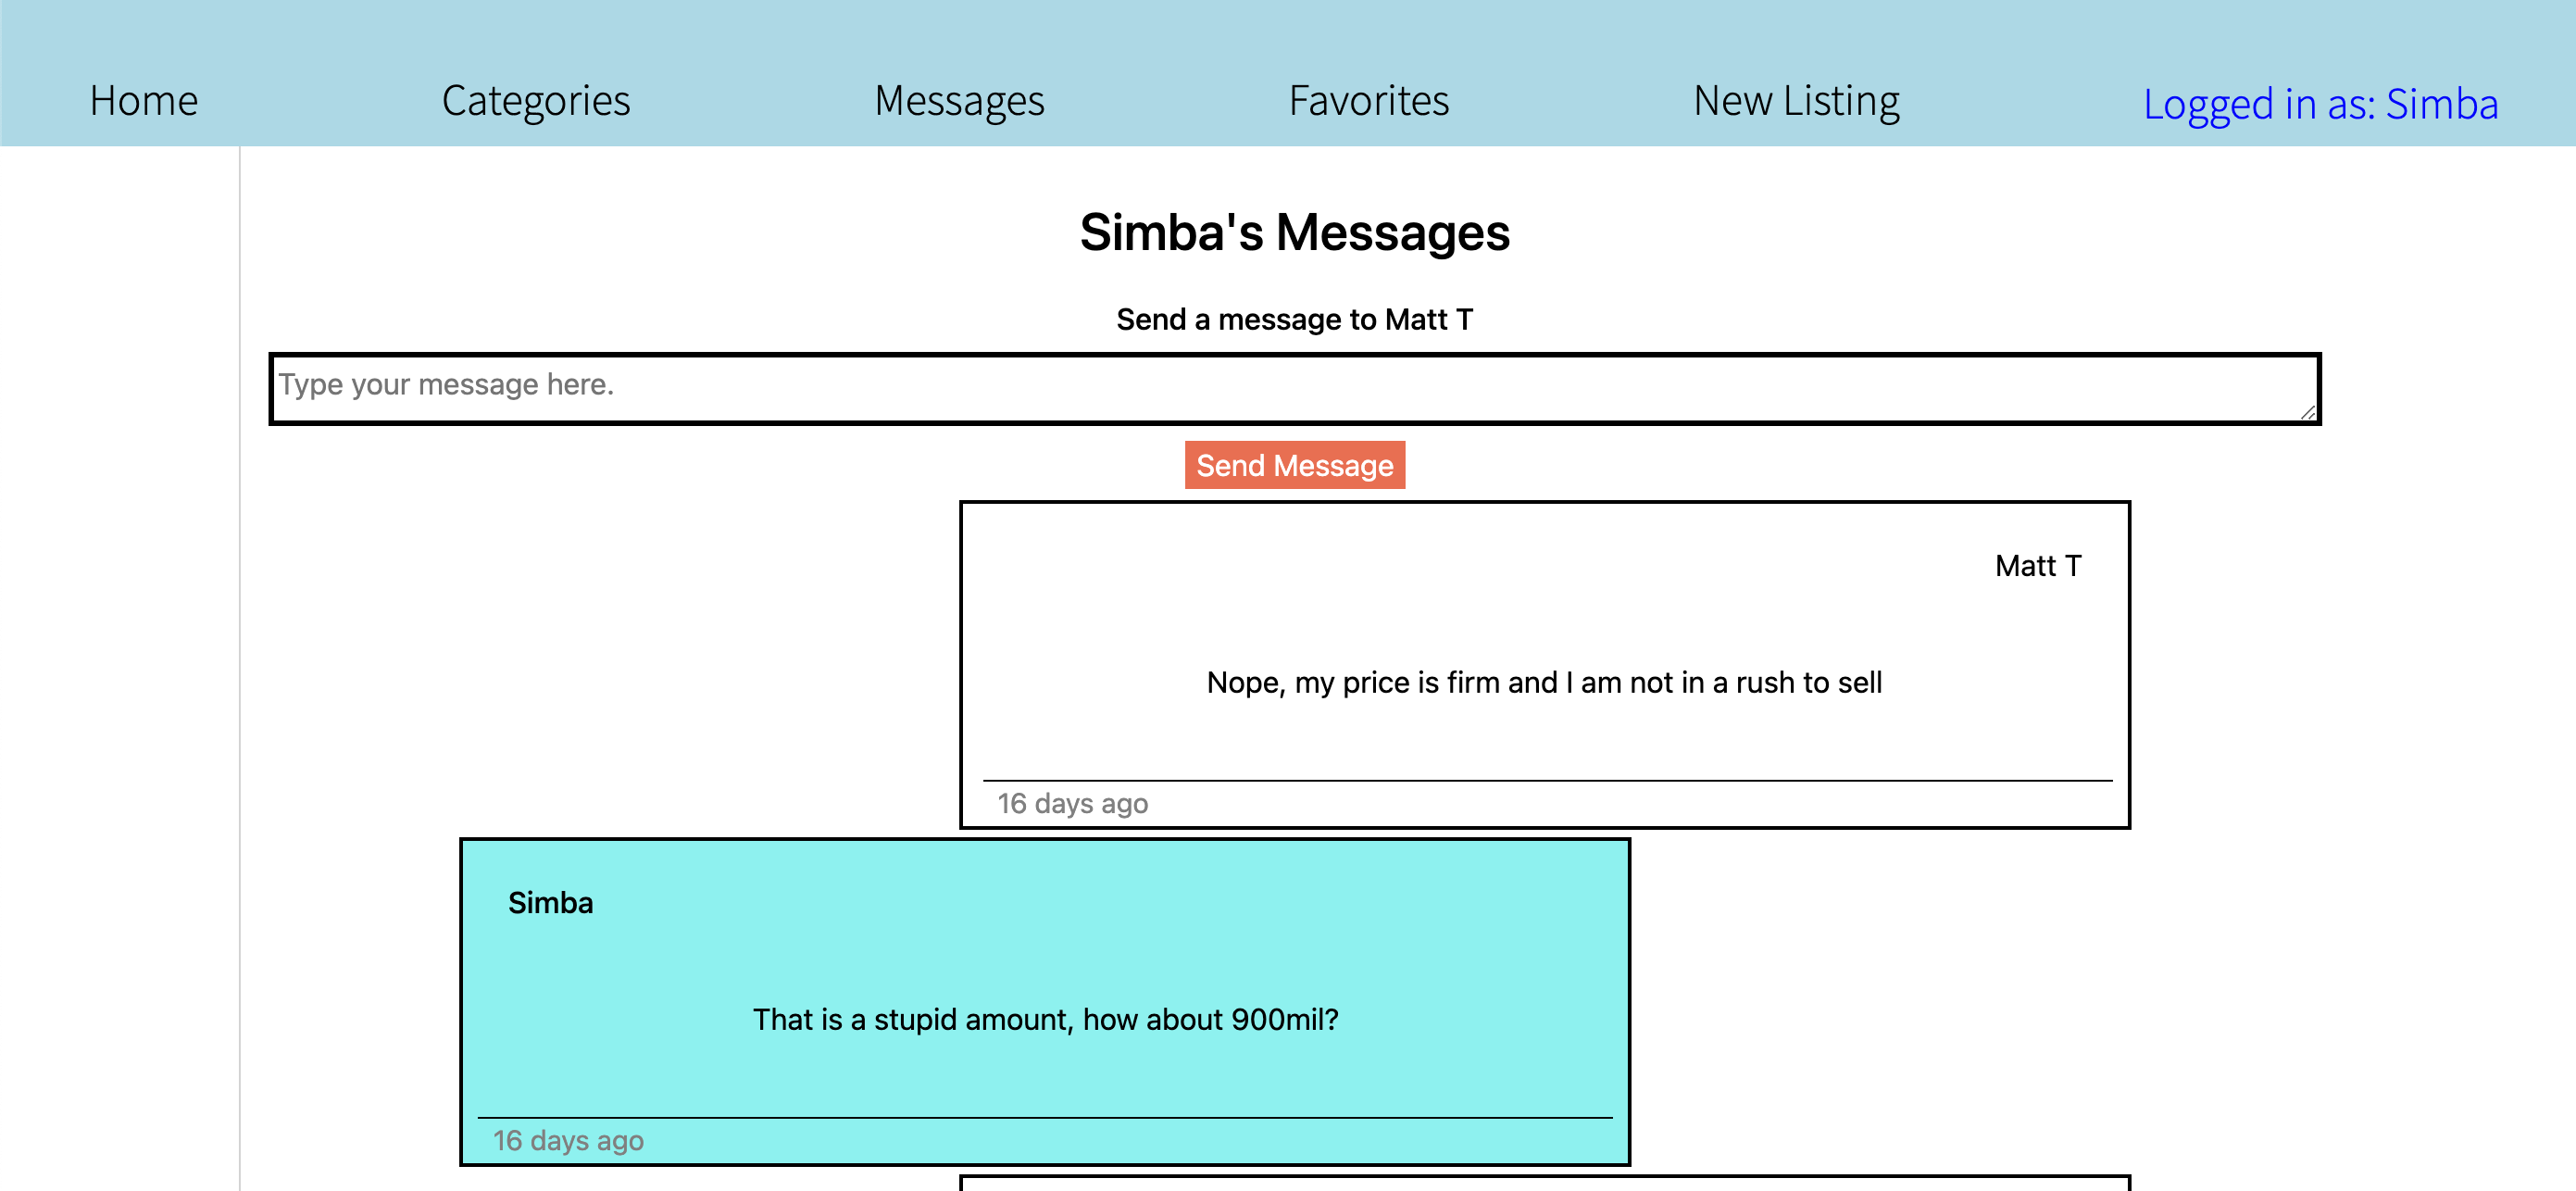 Home Categories Messages Favorites New Listing Logged in as: Simba
Simba's Messages
Send a message to Matt T
Type your message here.
Send Message
Matt T
Nope, my price is firm and I am not in a rush to sell
16 days ago
Simba
That is a stupid amount, how about 900mil?
16 days ago